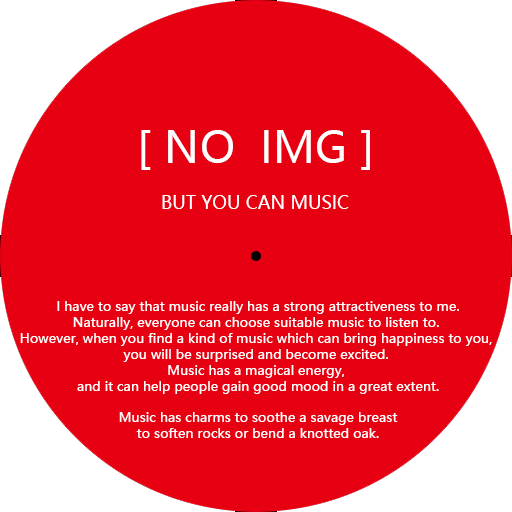 [ NO IMG ]
BUT YOU CAN MUSIC
I have to say that music really has a strong attractiveness to me.
Naturally, everyone can choose suitable music to listen to.
However, when you find a kind of music which can bring happiness to you,
you will be surprised and become excited.
Music has a magical energy,
and it can help people gain good mood in a great extent.
Music has charms to soothe a savage breast
to soften rocks or bend a knotted oak.